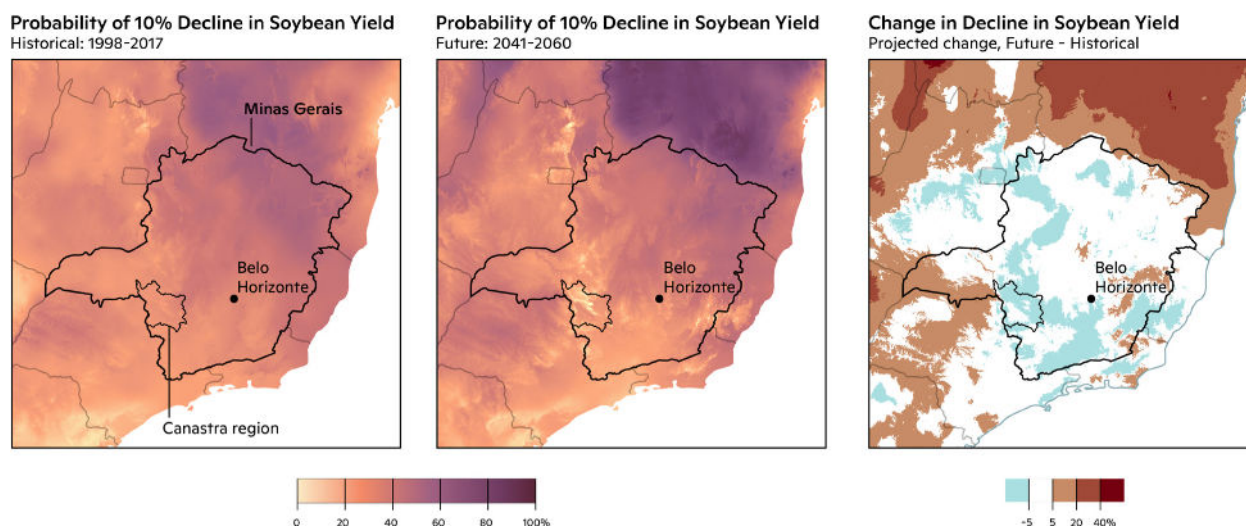 Probability of 10% Decline in Soybean Yield
Historical: 1998-2017
Minas Gerais
Belo
Horizonte
Canastra region
Probability of 10% Decline in Soybean Yield
Future: 2041-2060
Belo
Horizonte
0 20 40 60 80 100%
Change in Decline in Soybean Yield
Projected change, Future - Historical
Belo
Horizonte
-5 5 20 40%